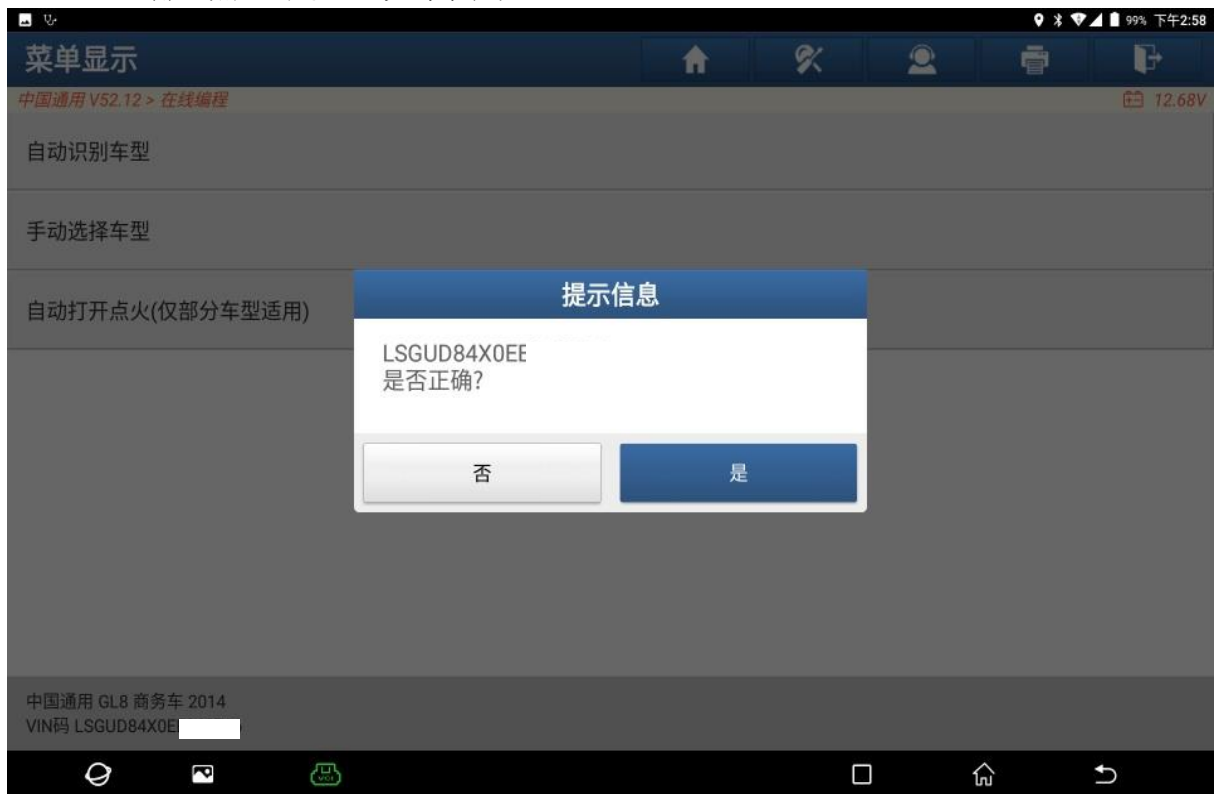 99% 下午2:58
菜单显示
中国通用 V52.12 > 在线编程
12.68V
自动识别车型
手动选择车型
自动打开点火(仅部分车型适用)
提示信息
LSGUD84X0EE
是否正确?
否
是
中国通用 GL8 商务车 2014
VIN码 LSGUD84X0E
VCI